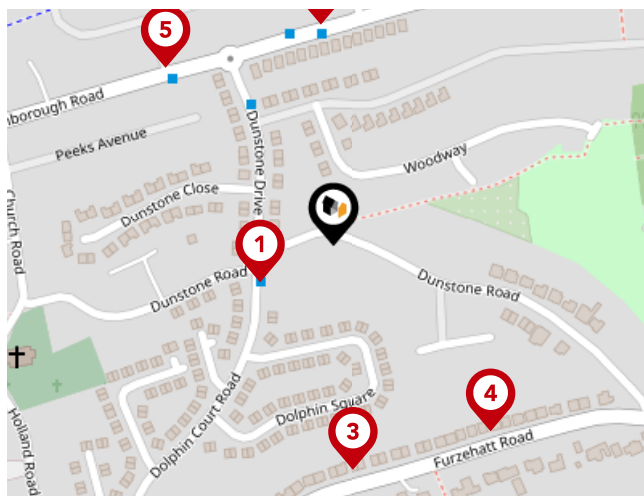 5
nborough Road
Peeks Avenue
Dunstone Drive
Woodway
Dunstone Close
Church Road
1
Dunstone Road
Dunstone Road
Dolphin Square
Dolphin Court Road
Holland Road
4
3
Furzehatt Road